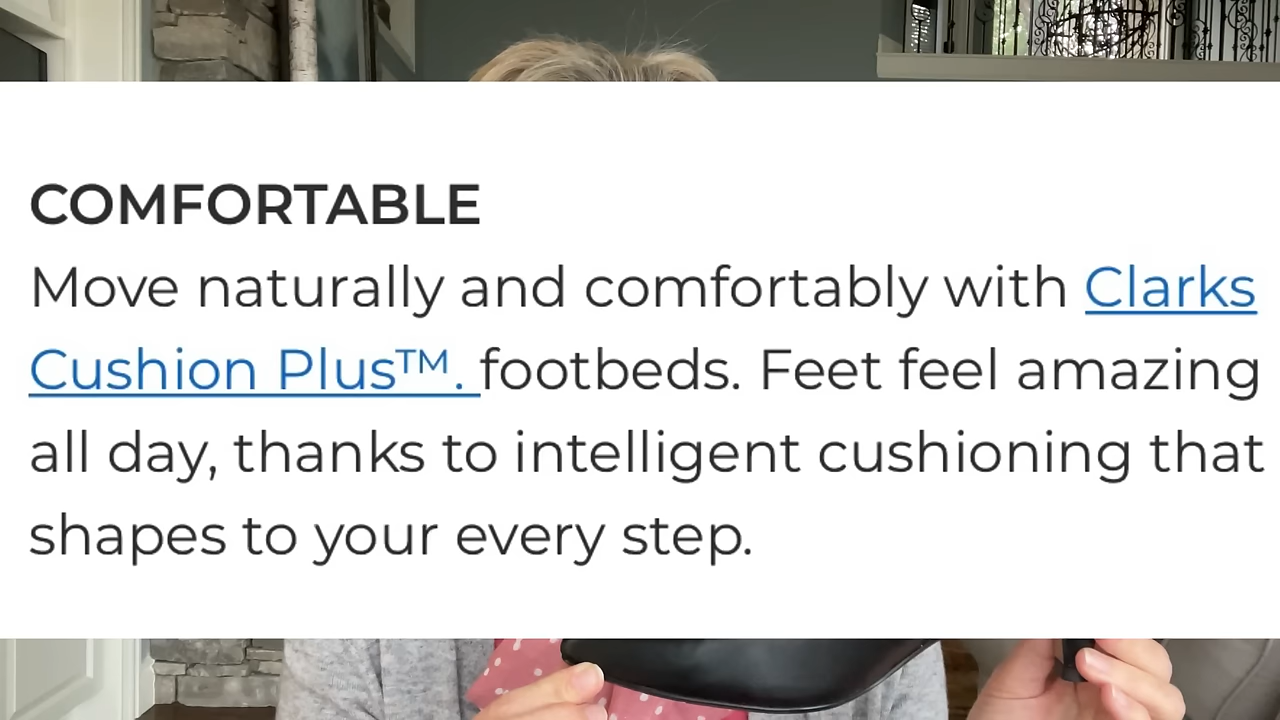 COMFORTABLE
Move naturally and comfortably with Clarks
Cushion Plus™. footbeds. Feet feel amazing
all day, thanks to intelligent cushioning that
shapes to your every step.